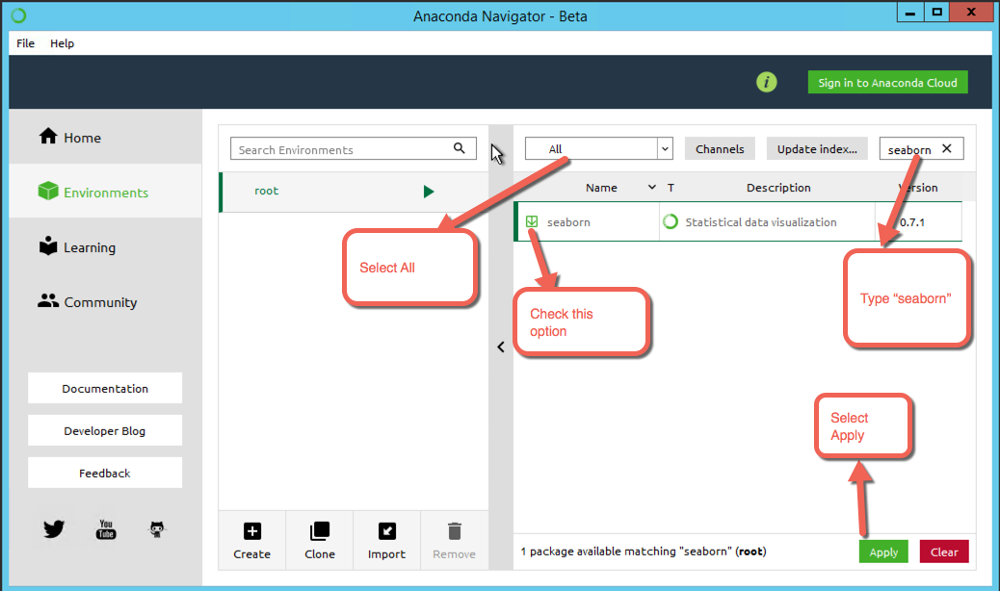 Anaconda Navigator - Beta
File Help
i
Sign in to Anaconda Cloud
Home
Environments
Learning
Community
Documentation
Developer Blog
Feedback
You
Tube
Search Environments
root
Create
Clone
Import
Remove
All
Channels
Update index...
seaborn
Name T Description Version
seaborn Statistical data visualization 0.7.1
Select All
Check this
option
Type “seaborn”
Select
Apply
1 package available matching "seaborn" (root)
Apply
Clear